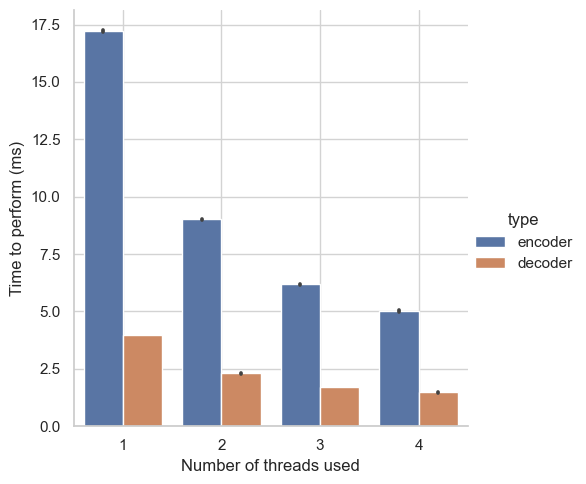 17.5
15.0
12.5
10.0
7.5
5.0
2.5
0.0
Time to perform (ms)
1 2 3 4
Number of threads used
type
encoder
decoder